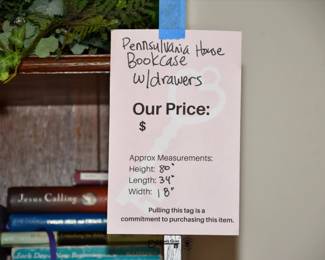 Pennsylvania House
Bookcase
w/drawers
Our Price:
$
Approx Measurements:
Height: 80"
Length: 34"
Width: 18"
Pulling this tag is a
commitment to purchasing this item.
Jesus Calling